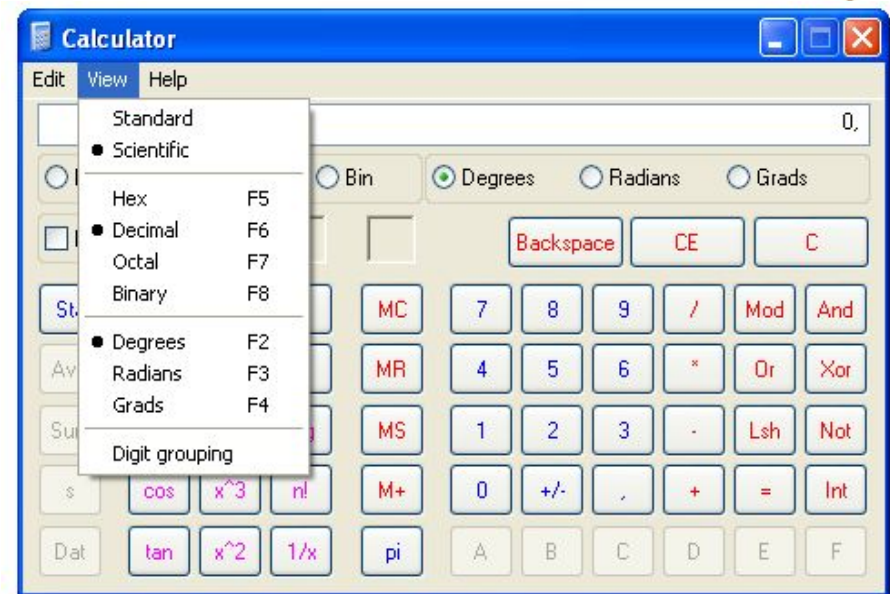 Calculator
Edit View Help
0,
Standard
Scientific
Bin Degrees Radians Grads
Hex F5
Decimal F6
Octal F7
Binary F8
Backspace CE C
MC 7 8 9 / Mod And
Degrees F2
Radians F3
Grads F4
MR 4 5 6 * Or Xor
MS 1 2 3 - Lsh Not
Digit grouping
s cos x^3 n! M+ 0 +/- , + = Int
Dat tan x^2 1/x pi A B C D E F